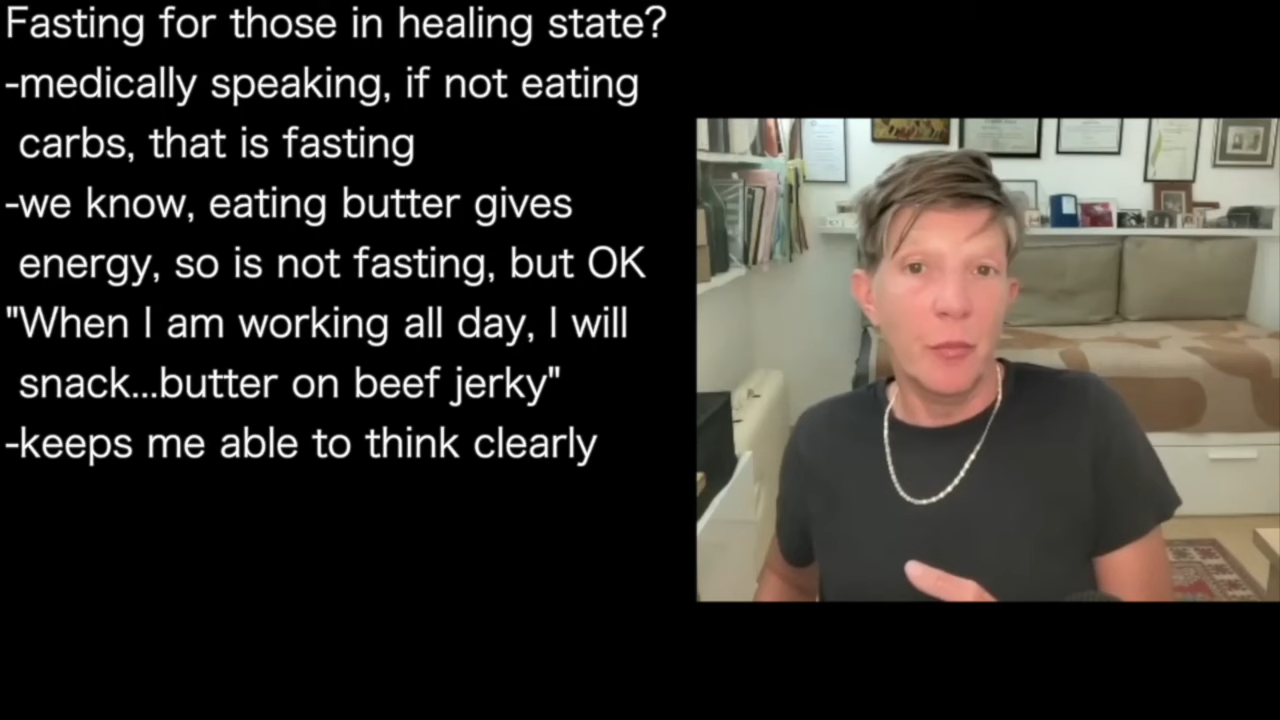 Fasting for those in healing state?
-medically speaking, if not eating
carbs, that is fasting
-we know, eating butter gives
energy, so is not fasting, but OK
"When I am working all day, I will
snack...butter on beef jerky"
-keeps me able to think clearly